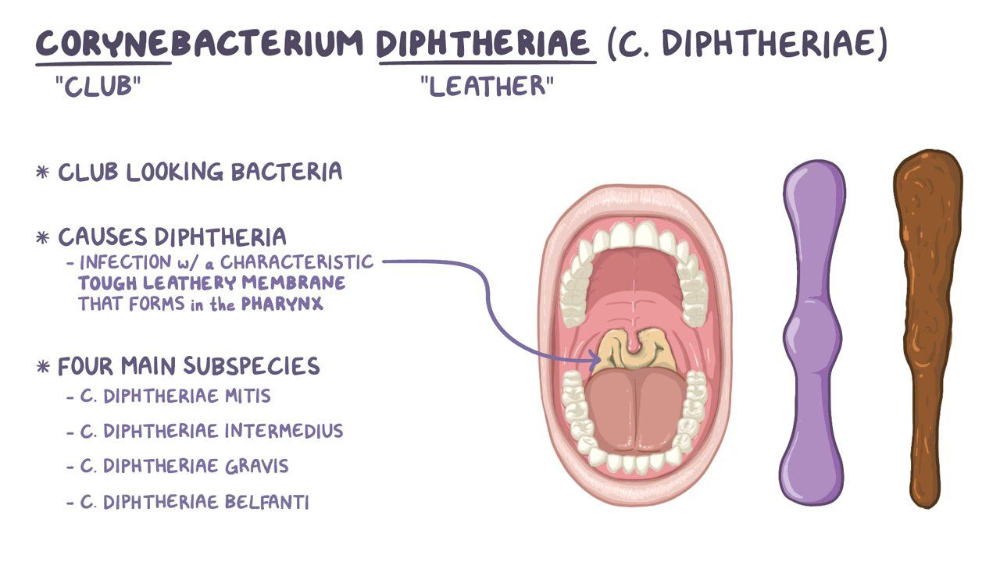 CORYNEBACTERIUM DIPHTHERIAE (C. DIPHTHERIAE)
"CLUB" "LEATHER"
* CLUB LOOKING BACTERIA
* CAUSES DIPHTHERIA
- INFECTION w/ a CHARACTERISTIC
TOUGH LEATHERY MEMBRANE
THAT FORMS in the PHARYNX
* FOUR MAIN SUBSPECIES
- C. DIPHTHERIAE MITIS
- C. DIPHTHERIAE INTERMEDIUS
- C. DIPHTHERIAE GRAVIS
- C. DIPHTHERIAE BELFANTI